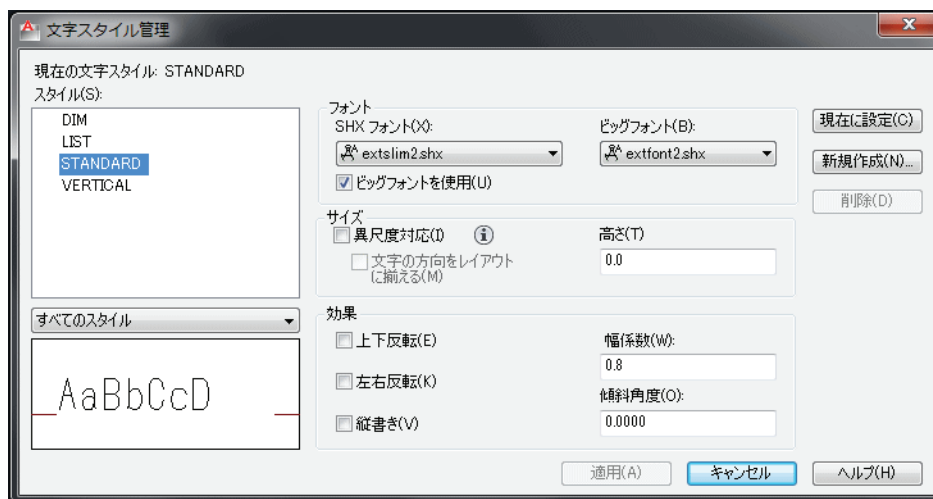 文字スタイル管理
現在の文字スタイル: STANDARD
スタイル(S):
DIM
LIST
STANDARD
VERTICAL
すべてのスタイル
AaBbCcD
フォント
SHX フォント(X):
extslim2.shx
ビッグフォント(B):
extfont2.shx
ビッグフォントを使用(U)
サイズ
異尺度対応(I)
文字の方向をレイアウト
に揃える(M)
高さ(T)
0.0
効果
上下反転(E)
左右反転(K)
縦書き(V)
幅係数(W):
0.8
傾斜角度(O):
0.0000
現在に設定(C)
新規作成(N)...
削除(D)
適用(A)
キャンセル
ヘルプ(H)